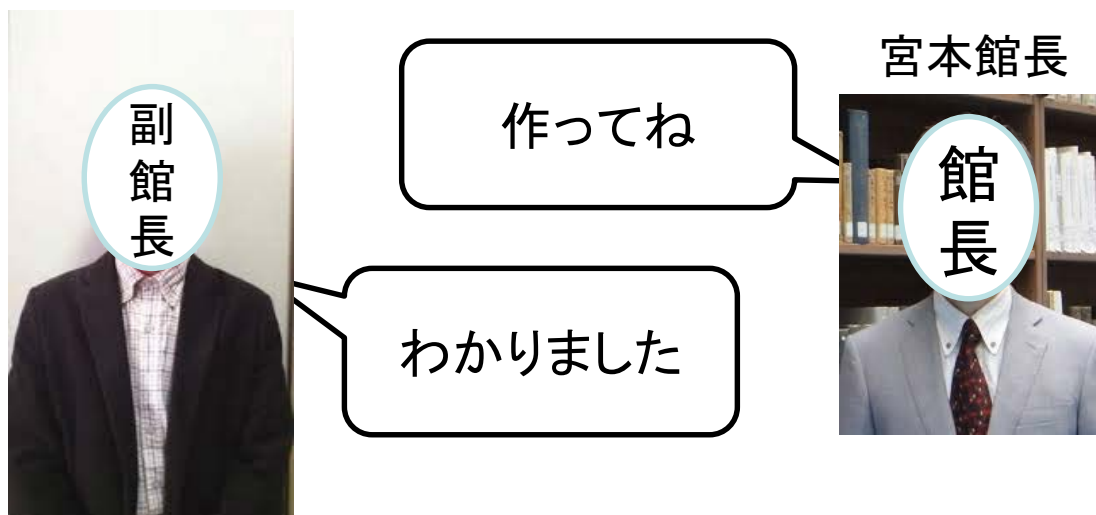 宮本館長
作ってね
館長
副館長
わかりました